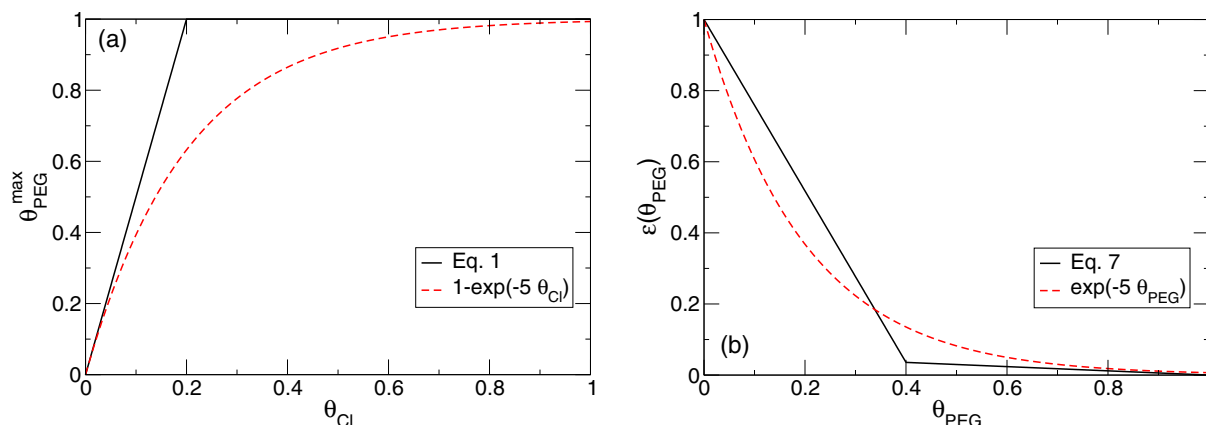 (a)
1
0.8
0.6
0.4
0.2
0
θ_PEG^max
0 0.2 0.4 0.6 0.8 1
θ_Cl
Eq. 1
1-exp(-5 θ_Cl)
(b)
1
0.8
0.6
0.4
0.2
0
ε(θ_PEG)
0 0.2 0.4 0.6 0.8
θ_PEG
Eq. 7
exp(-5 θ_PEG)